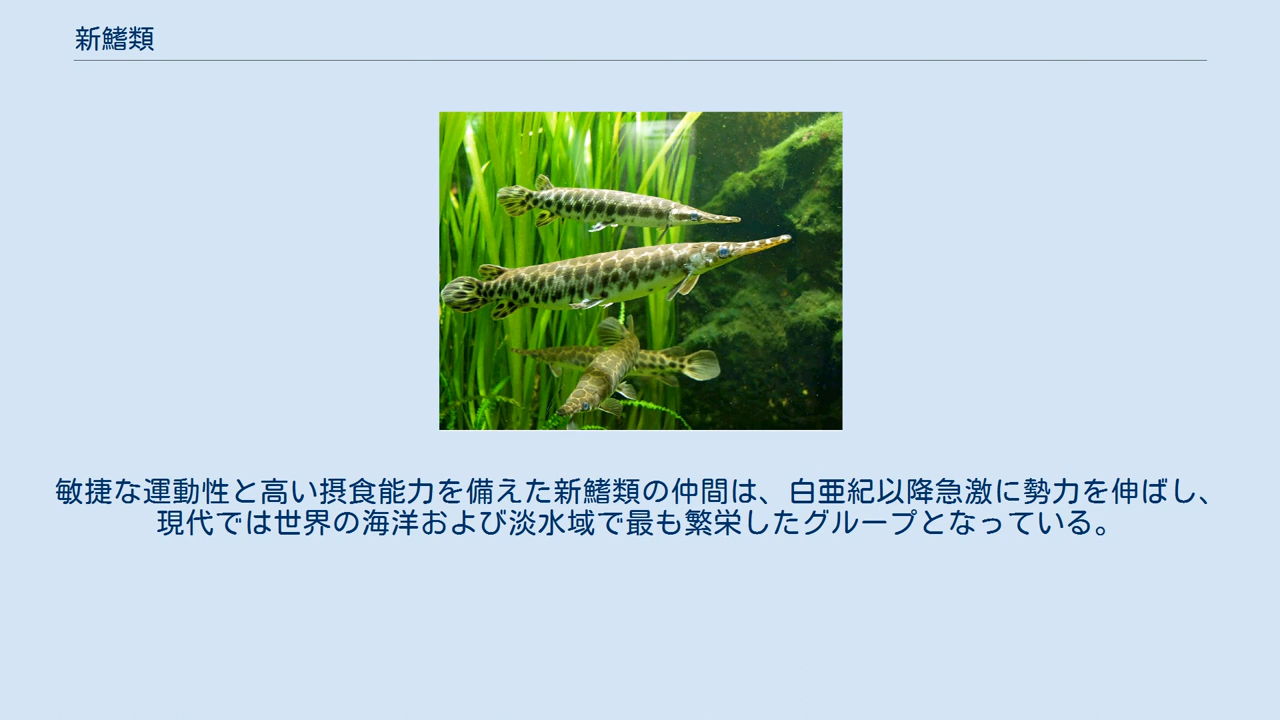 新鰭類
敏捷な運動性と高い摂食能力を備えた新鰭類の仲間は、白亜紀以降急激に勢力を伸ばし、
現代では世界の海洋および淡水域で最も繁栄したグループとなっている。